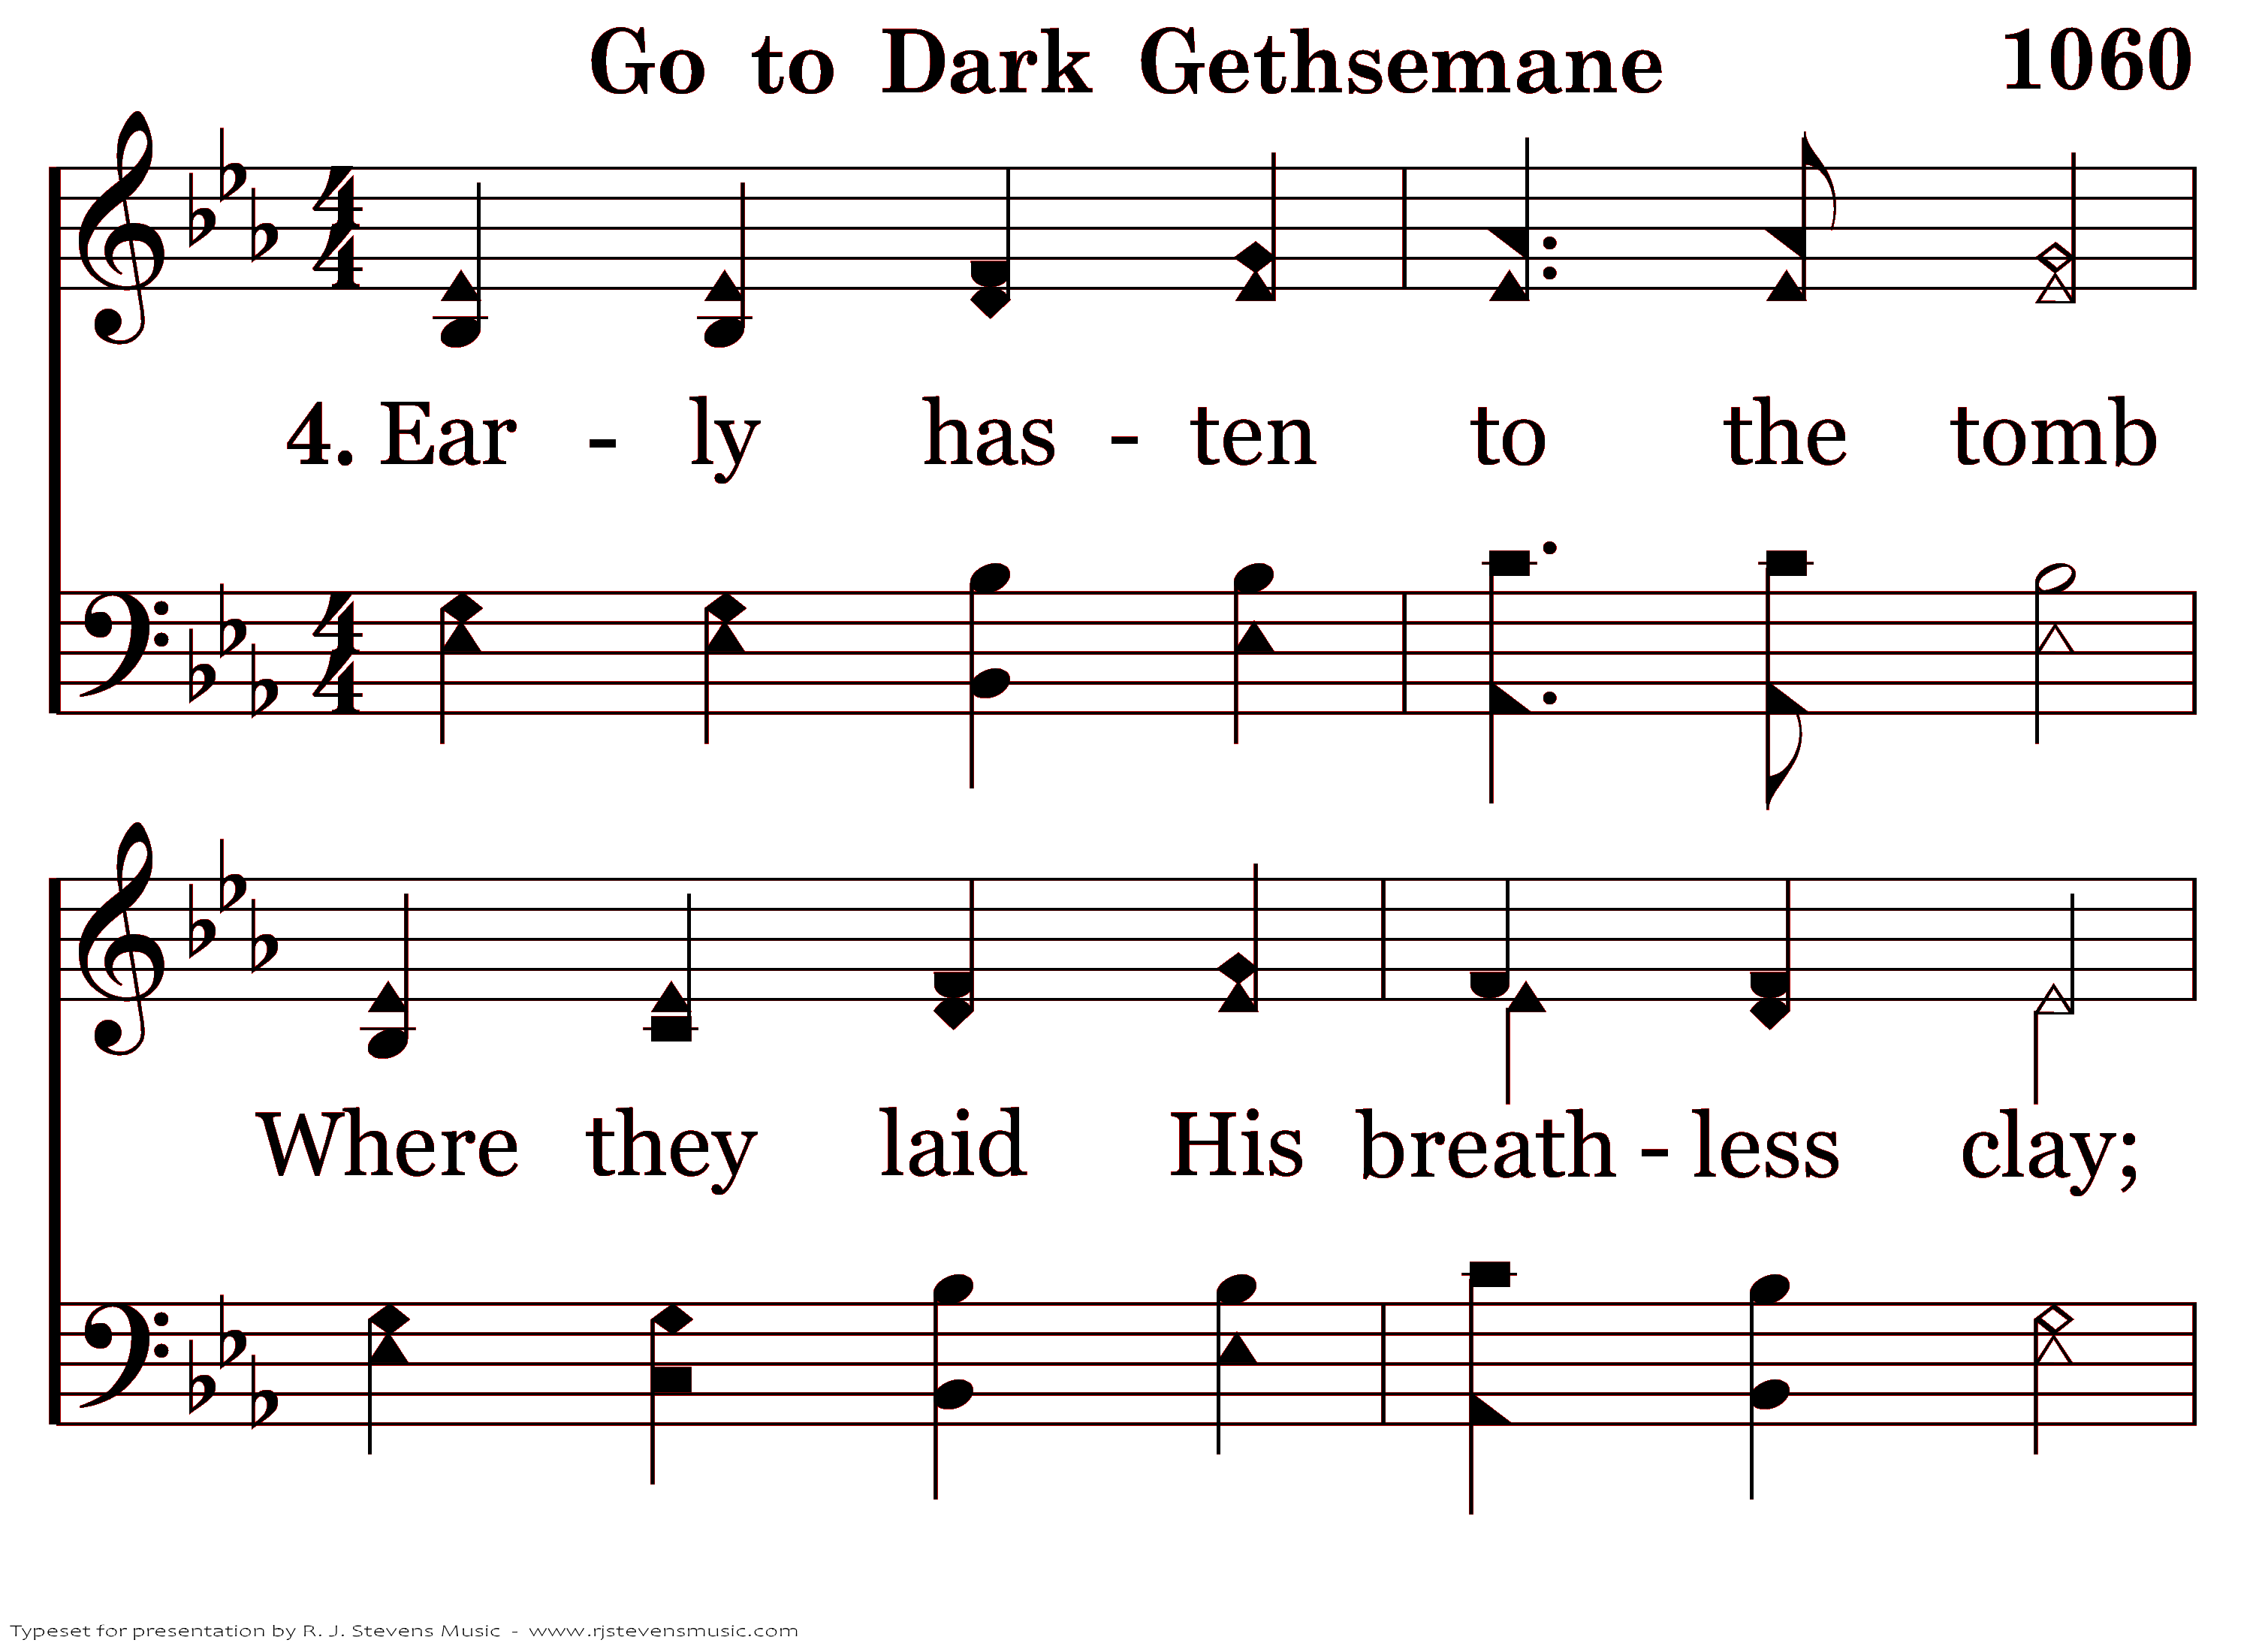 Go to Dark Gethsemane 1060
4. Ear - ly has - ten to the tomb
Where they laid His breath - less clay;
Typeset for presentation by R. J. Stevens Music - www.rjstevensmusic.com